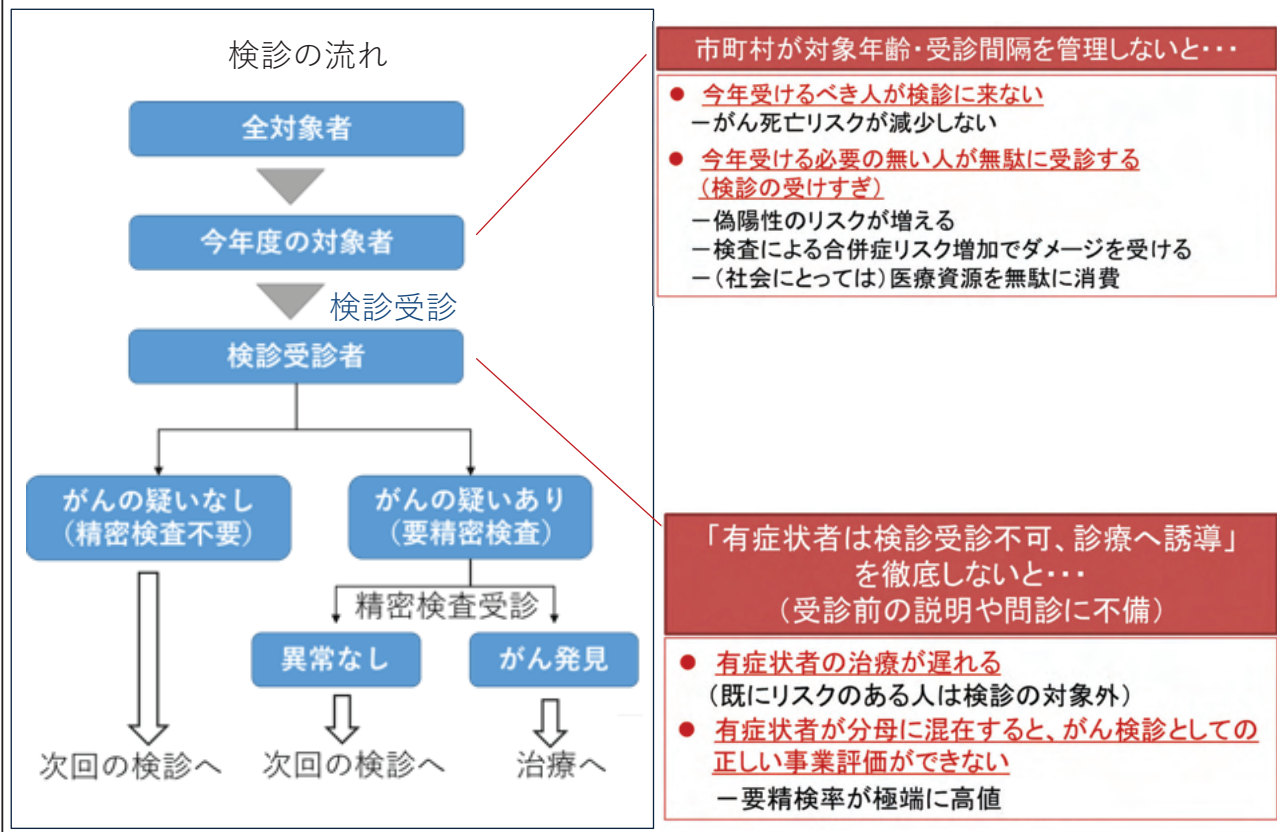 検診の流れ
全対象者
今年度の対象者
検診受診
検診受診者
がんの疑いなし
(精密検査不要)
がんの疑いあり
(要精密検査)
精密検査受診
異常なし
がん発見
次回の検診へ
次回の検診へ
治療へ
市町村が対象年齢・受診間隔を管理しないと・・・
● 今年受けるべき人が検診に来ない
－がん死亡リスクが減少しない
● 今年受ける必要の無い人が無駄に受診する
(検診の受けすぎ)
－偽陽性のリスクが増える
－検査による合併症リスク増加でダメージを受ける
－(社会にとっては)医療資源を無駄に消費
「有症状者は検診受診不可、診療へ誘導」
を徹底しないと・・・
(受診前の説明や問診に不備)
● 有症状者の治療が遅れる
(既にリスクのある人は検診の対象外)
● 有症状者が分母に混在すると、がん検診としての
正しい事業評価ができない
－要精検率が極端に高値